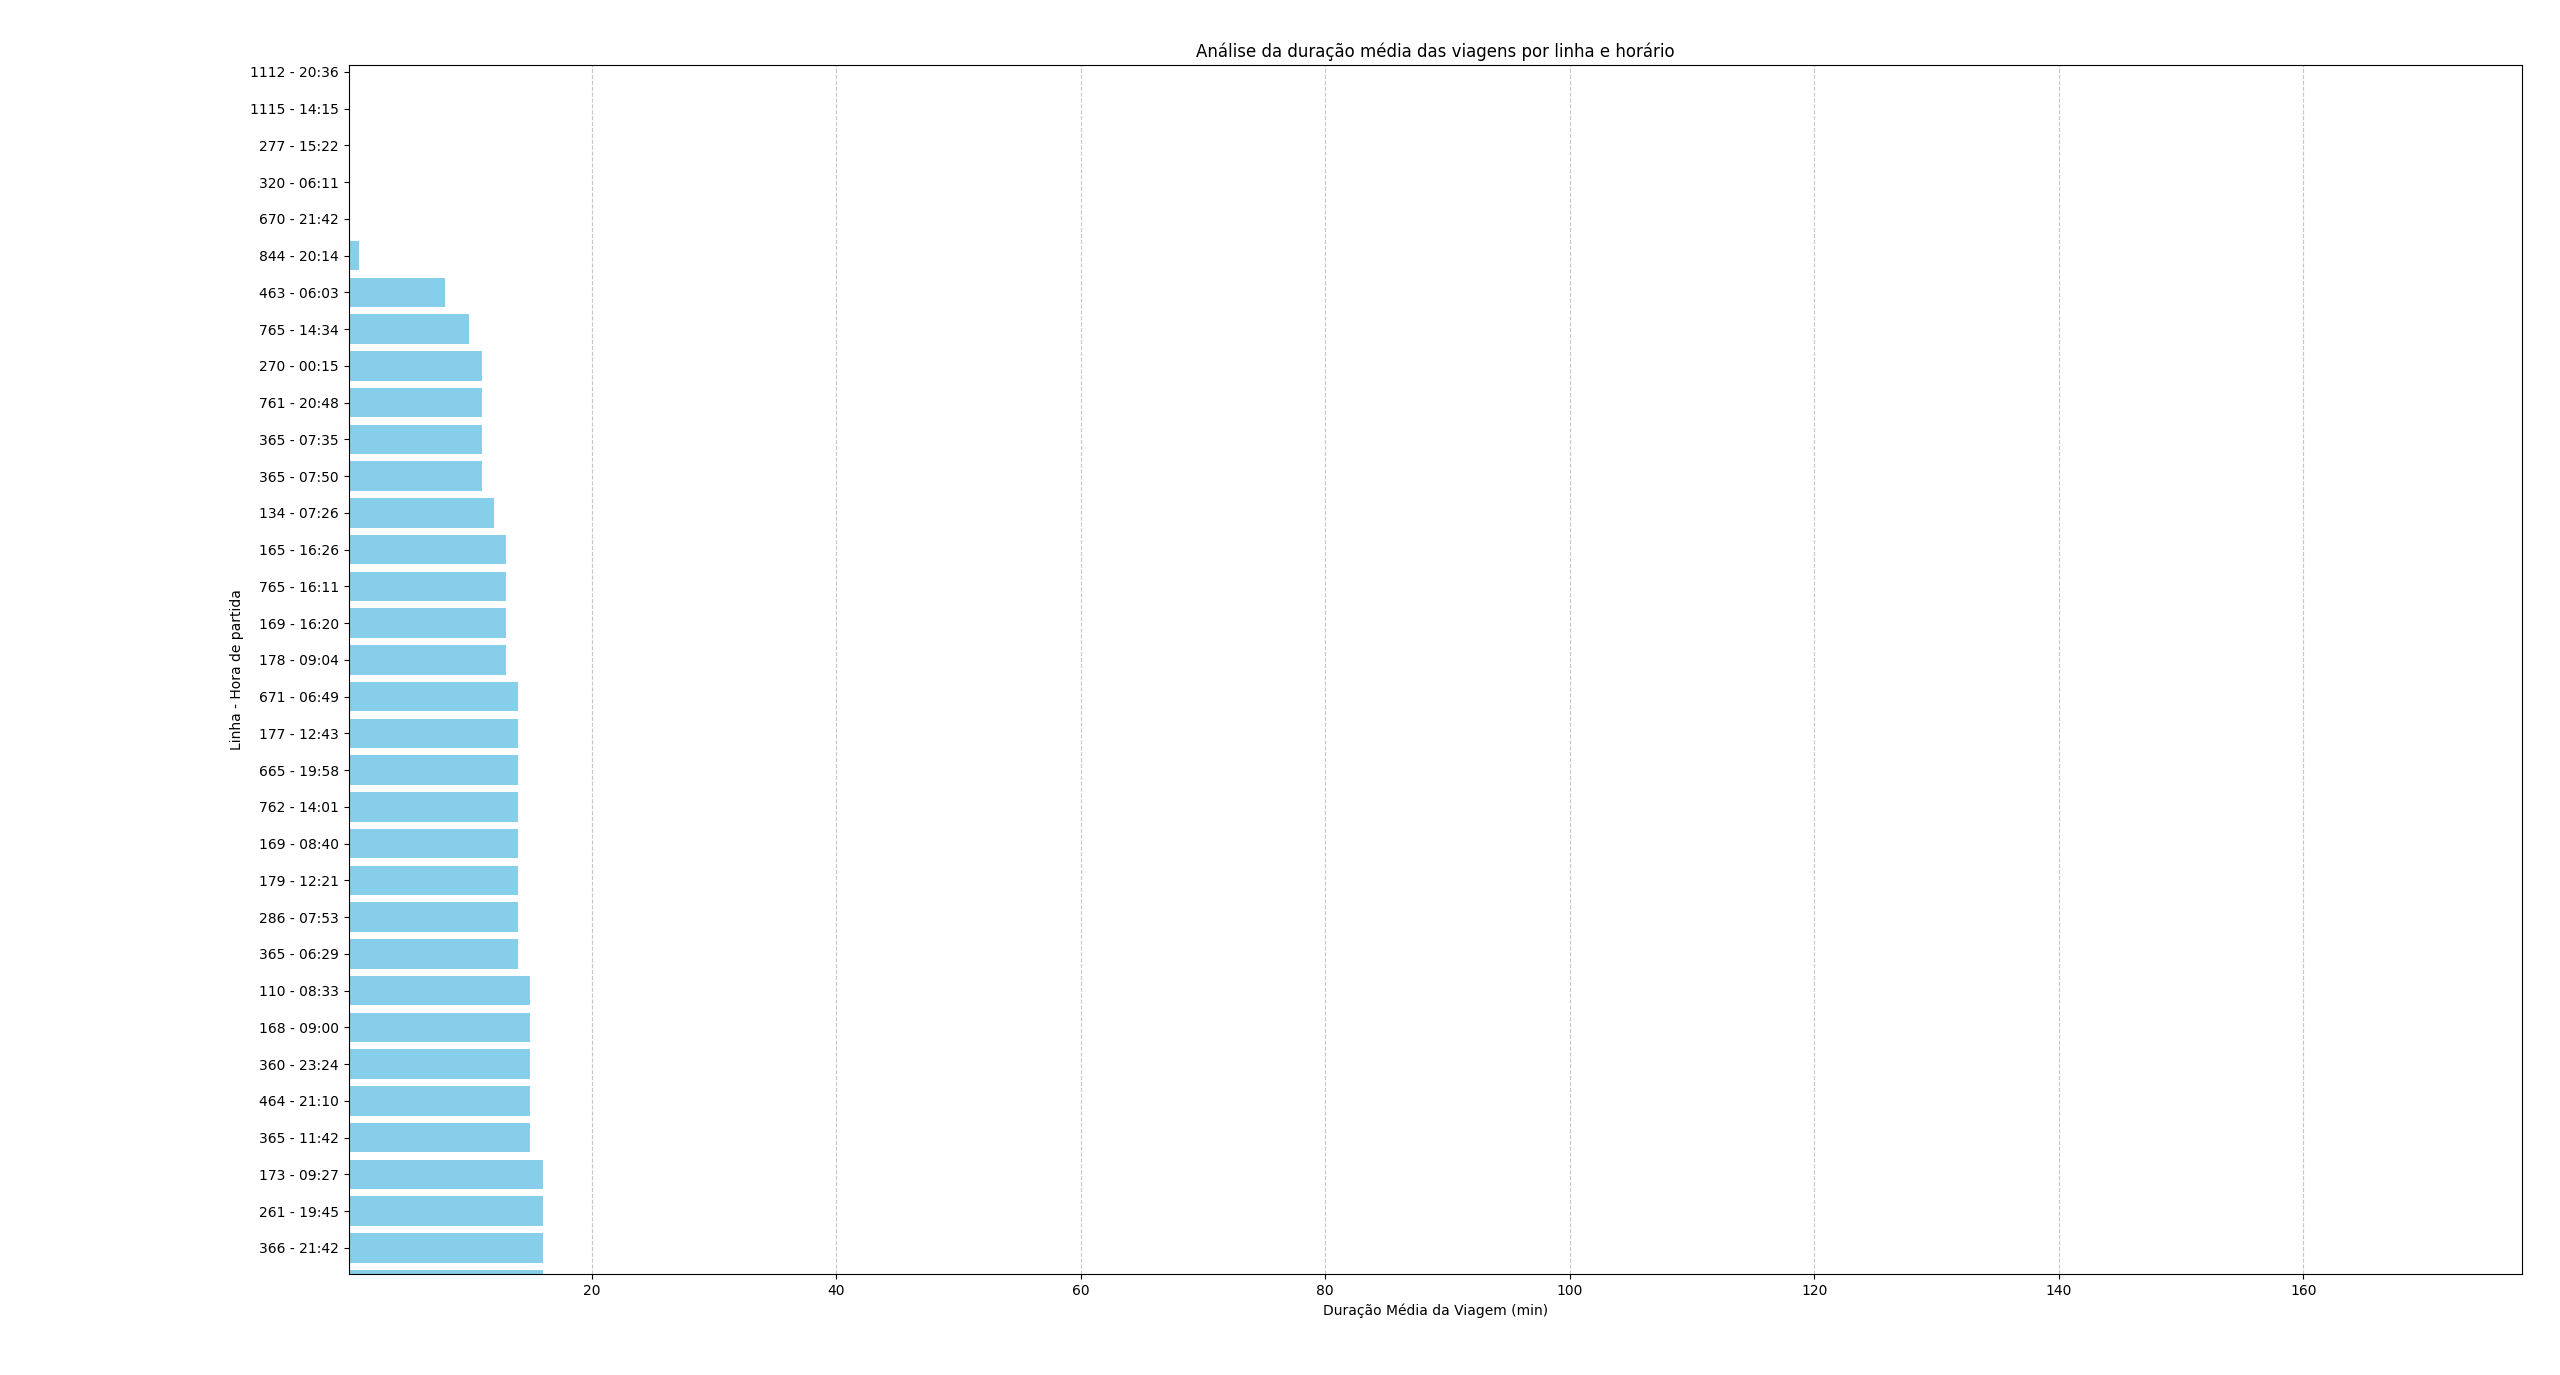 Análise da duração média das viagens por linha e horário
Linha - Hora de partida
1112 - 20:36
1115 - 14:15
277 - 15:22
320 - 06:11
670 - 21:42
844 - 20:14
463 - 06:03
765 - 14:34
270 - 00:15
761 - 20:48
365 - 07:35
365 - 07:50
134 - 07:26
165 - 16:26
765 - 16:11
169 - 16:20
178 - 09:04
671 - 06:49
177 - 12:43
665 - 19:58
762 - 14:01
169 - 08:40
179 - 12:21
286 - 07:53
365 - 06:29
110 - 08:33
168 - 09:00
360 - 23:24
464 - 21:10
365 - 11:42
173 - 09:27
261 - 19:45
366 - 21:42
20 40 60 80 100 120 140 160
Duração Média da Viagem (min)